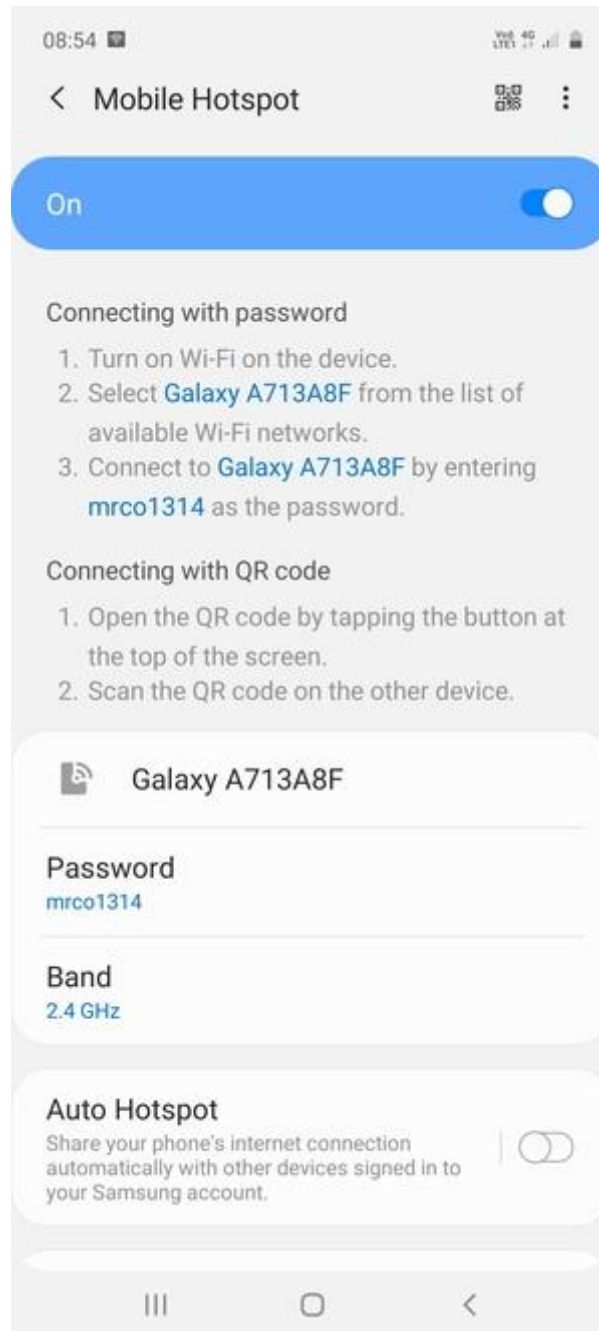 08:54
Vo) 4G
LTE1
Mobile Hotspot
On
Connecting with password
1. Turn on Wi-Fi on the device.
2. Select Galaxy A713A8F from the list of
available Wi-Fi networks.
3. Connect to Galaxy A713A8F by entering
mrco1314 as the password.
Connecting with QR code
1. Open the QR code by tapping the button at
the top of the screen.
2. Scan the QR code on the other device.
Galaxy A713A8F
Password
mrco1314
Band
2.4 GHz
Auto Hotspot
Share your phone's internet connection
automatically with other devices signed in to
your Samsung account.